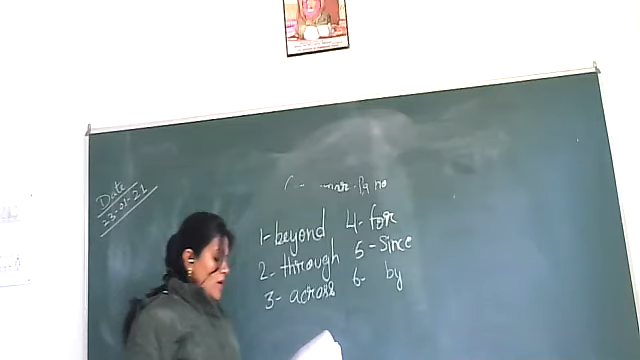 Date
23-01-21
1- beyond 4- for
2- through 5- Since
3- across 6- by